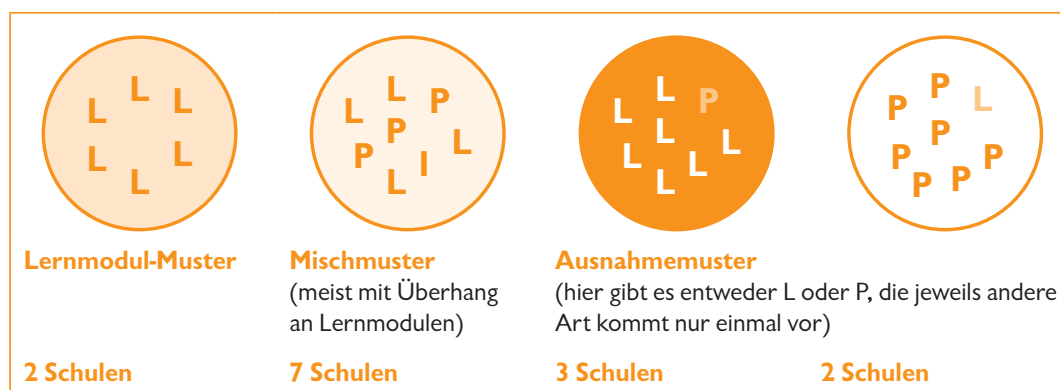 L L L
L L L
L L P
P L
P I
L
L P
L L
L L L
L
P P L
P
P P
P P
Lernmodul-Muster
Mischmuster
(meist mit Überhang
an Lernmodulen)
Ausnahmemuster
(hier gibt es entweder L oder P, die jeweils andere
Art kommt nur einmal vor)
2 Schulen
7 Schulen
3 Schulen
2 Schulen